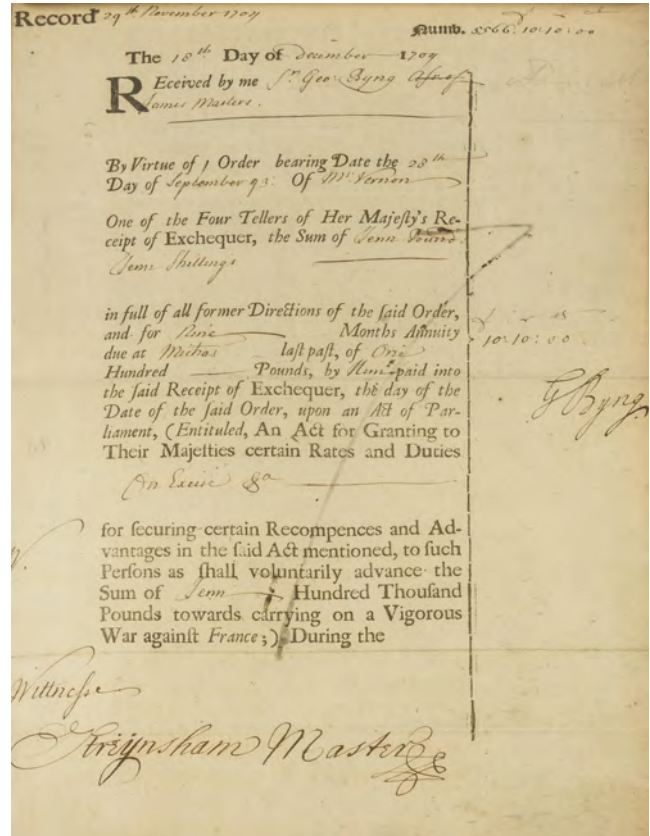 Record 29th November 1704
Numb. 3566. 10:10:00
The 18th Day of December 1704
Received by me Sr. Geo: Byng
James Masters.
By Virtue of 1 Order bearing Date the 28th
Day of September 93: Of Mr Vernon
One of the Four Tellers of Her Majeſty's Re-
ceipt of Exchequer, the Sum of Tenn Pound
Tenn Shillings
in full of all former Directions of the ſaid Order,
and for Months Annuity
due at Michas laſt paſt, of One
10:10:00
Hundred Pounds, by paid into
the ſaid Receipt of Exchequer, the day of the
Date of the ſaid Order, upon an Act of Par-
G Byng
liament, (Entituled, An Act for Granting to
Their Majeſties certain Rates and Duties
On Excise &a
for ſecuring certain Recompences and Ad-
vantages in the ſaid Act mentioned, to ſuch
Perſons as ſhall voluntarily advance the
Sum of Tenn Hundred Thouſand
Pounds towards carrying on a Vigorous
War againſt France;) During the
Wittneſse
Streÿnsham Master